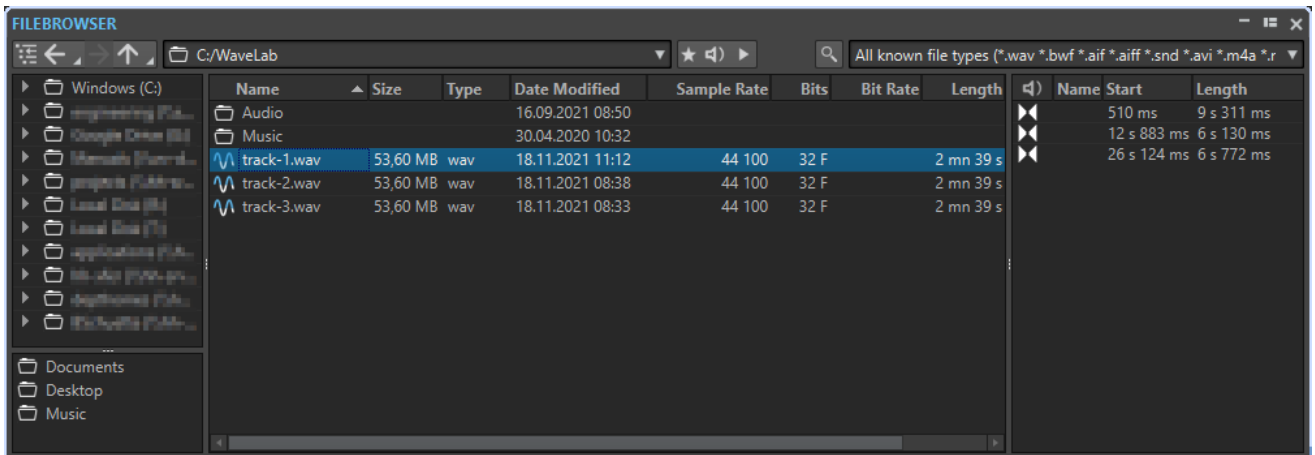 FILEBROWSER
C:/WaveLab All known file types (*.wav *.bwf *.aif *.aiff *.snd *.avi *.m4a *.r
Windows (C:)
Name Size Type Date Modified Sample Rate Bits Bit Rate Length
Audio 16.09.2021 08:50
Music 30.04.2020 10:32
track-1.wav 53,60 MB wav 18.11.2021 11:12 44 100 32 F 2 mn 39 s
track-2.wav 53,60 MB wav 18.11.2021 08:38 44 100 32 F 2 mn 39 s
track-3.wav 53,60 MB wav 18.11.2021 08:33 44 100 32 F 2 mn 39 s
Name Start Length
510 ms 9 s 311 ms
12 s 883 ms 6 s 130 ms
26 s 124 ms 6 s 772 ms
Documents
Desktop
Music